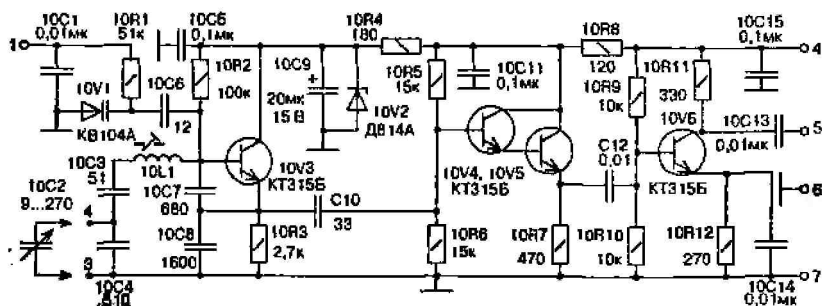 10C1
0,01мк
10R1
51к
10C5
0,1мк
10R4
180
10R8
120
10C15
0,1мк
1
4
10V1
КВ104А
10C6
12
10R2
100к
10C9
20мк
15В
10V2
Д814А
10R5
15к
10C11
0,1мк
10R9
10к
10R11
330
10C13
0,01мк
5
10V6
КТ315Б
10C3
51
10L1
10V3
КТ315Б
10V4, 10V5
КТ315Б
C12
0,01
6
10C2
9...270
4
3
10C7
680
10C8
1600
10R3
2,7к
C10
33
10R6
15к
10R7
470
10R10
10к
10R12
270
10C4
510
10C14
0,01мк
7